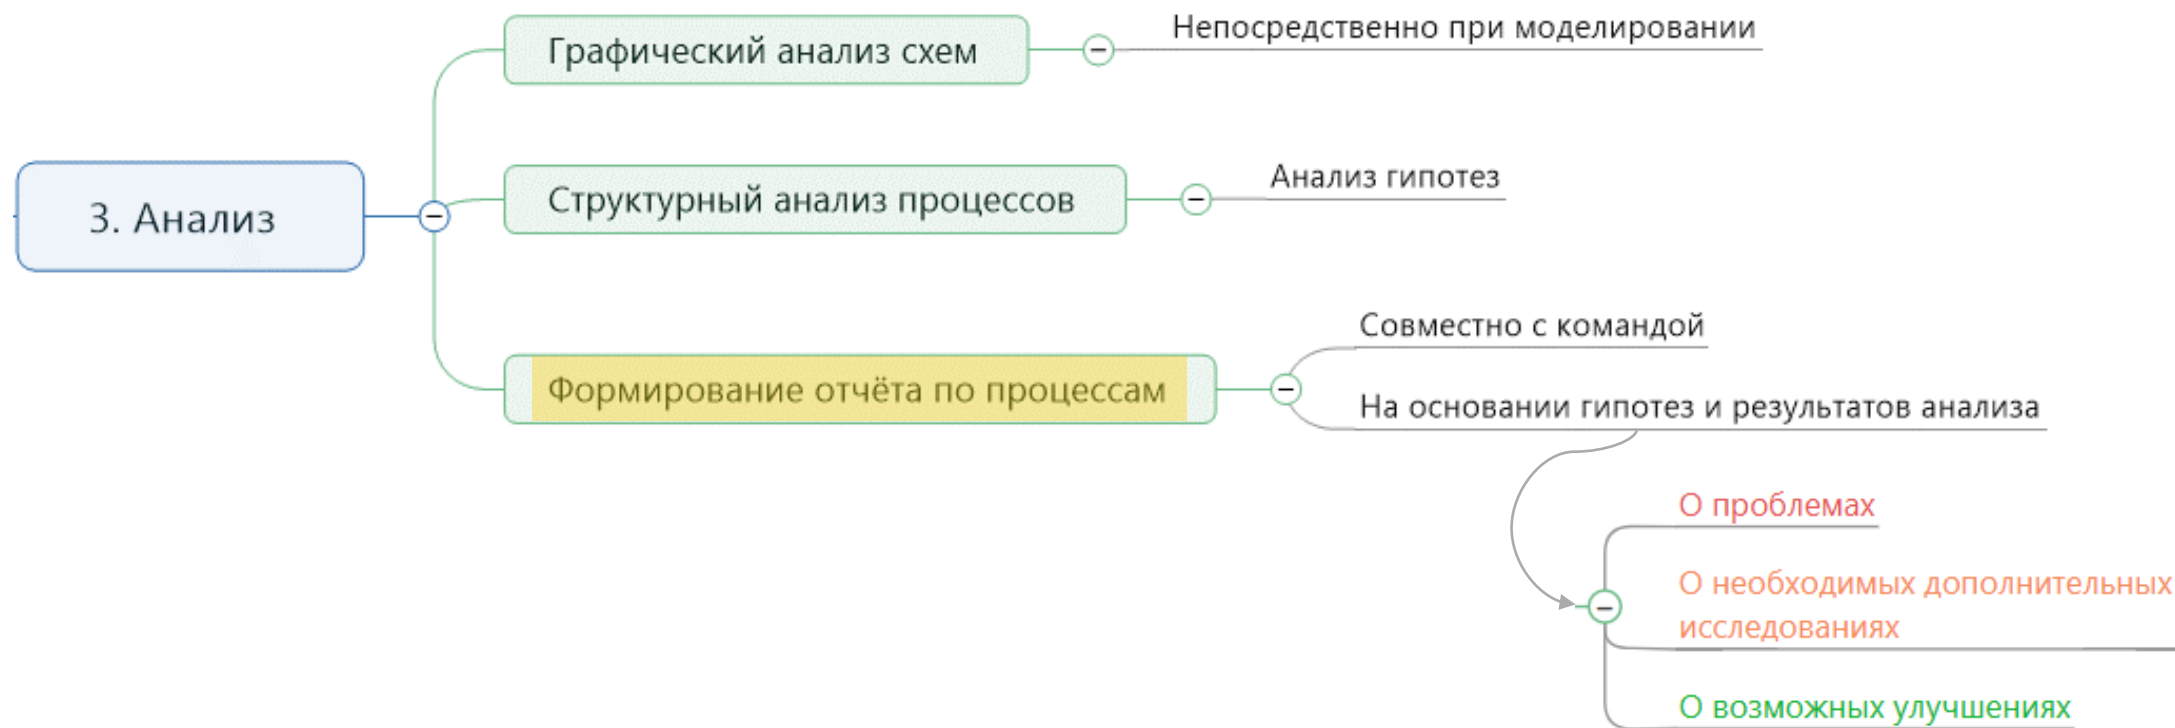 Графический анализ схем
Непосредственно при моделировании
3. Анализ
Структурный анализ процессов
Анализ гипотез
Формирование отчёта по процессам
Совместно с командой
На основании гипотез и результатов анализа
О проблемах
О необходимых дополнительных
исследованиях
О возможных улучшениях